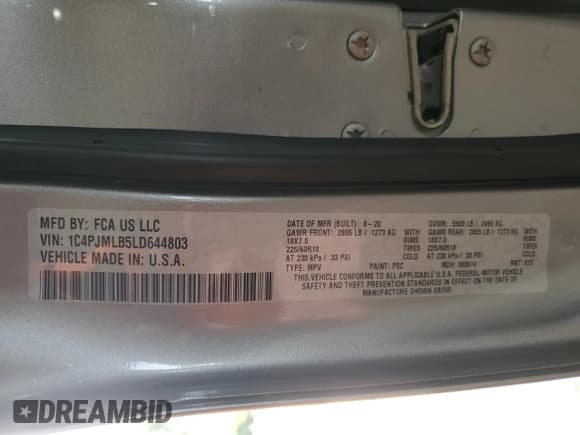 MFD BY: FCA US LLC
VIN: 1C4PJMLB5LD644803
VEHICLE MADE IN: U.S.A.
DATE OF MFR (BUILT): 8-20 GVWR: 5500 LB / 2495 KG
GAWR FRONT: 2805 LB / 1273 KG GAWR REAR: 2805 LB / 1273 KG
18X7.0 18X7.0
225/60R18 TIRES 225/60R18 TIRES
AT 230 kPa / 33 PSI COLD AT 230 kPa / 33 PSI COLD
TYPE: MPV PAINT: PSC MDH: NKT:
THIS VEHICLE CONFORMS TO ALL APPLICABLE U.S.A. FEDERAL MOTOR VEHICLE
SAFETY AND THEFT PREVENTION STANDARDS IN EFFECT ON THE DATE OF
MANUFACTURE SHOWN ABOVE.
DREAMBID